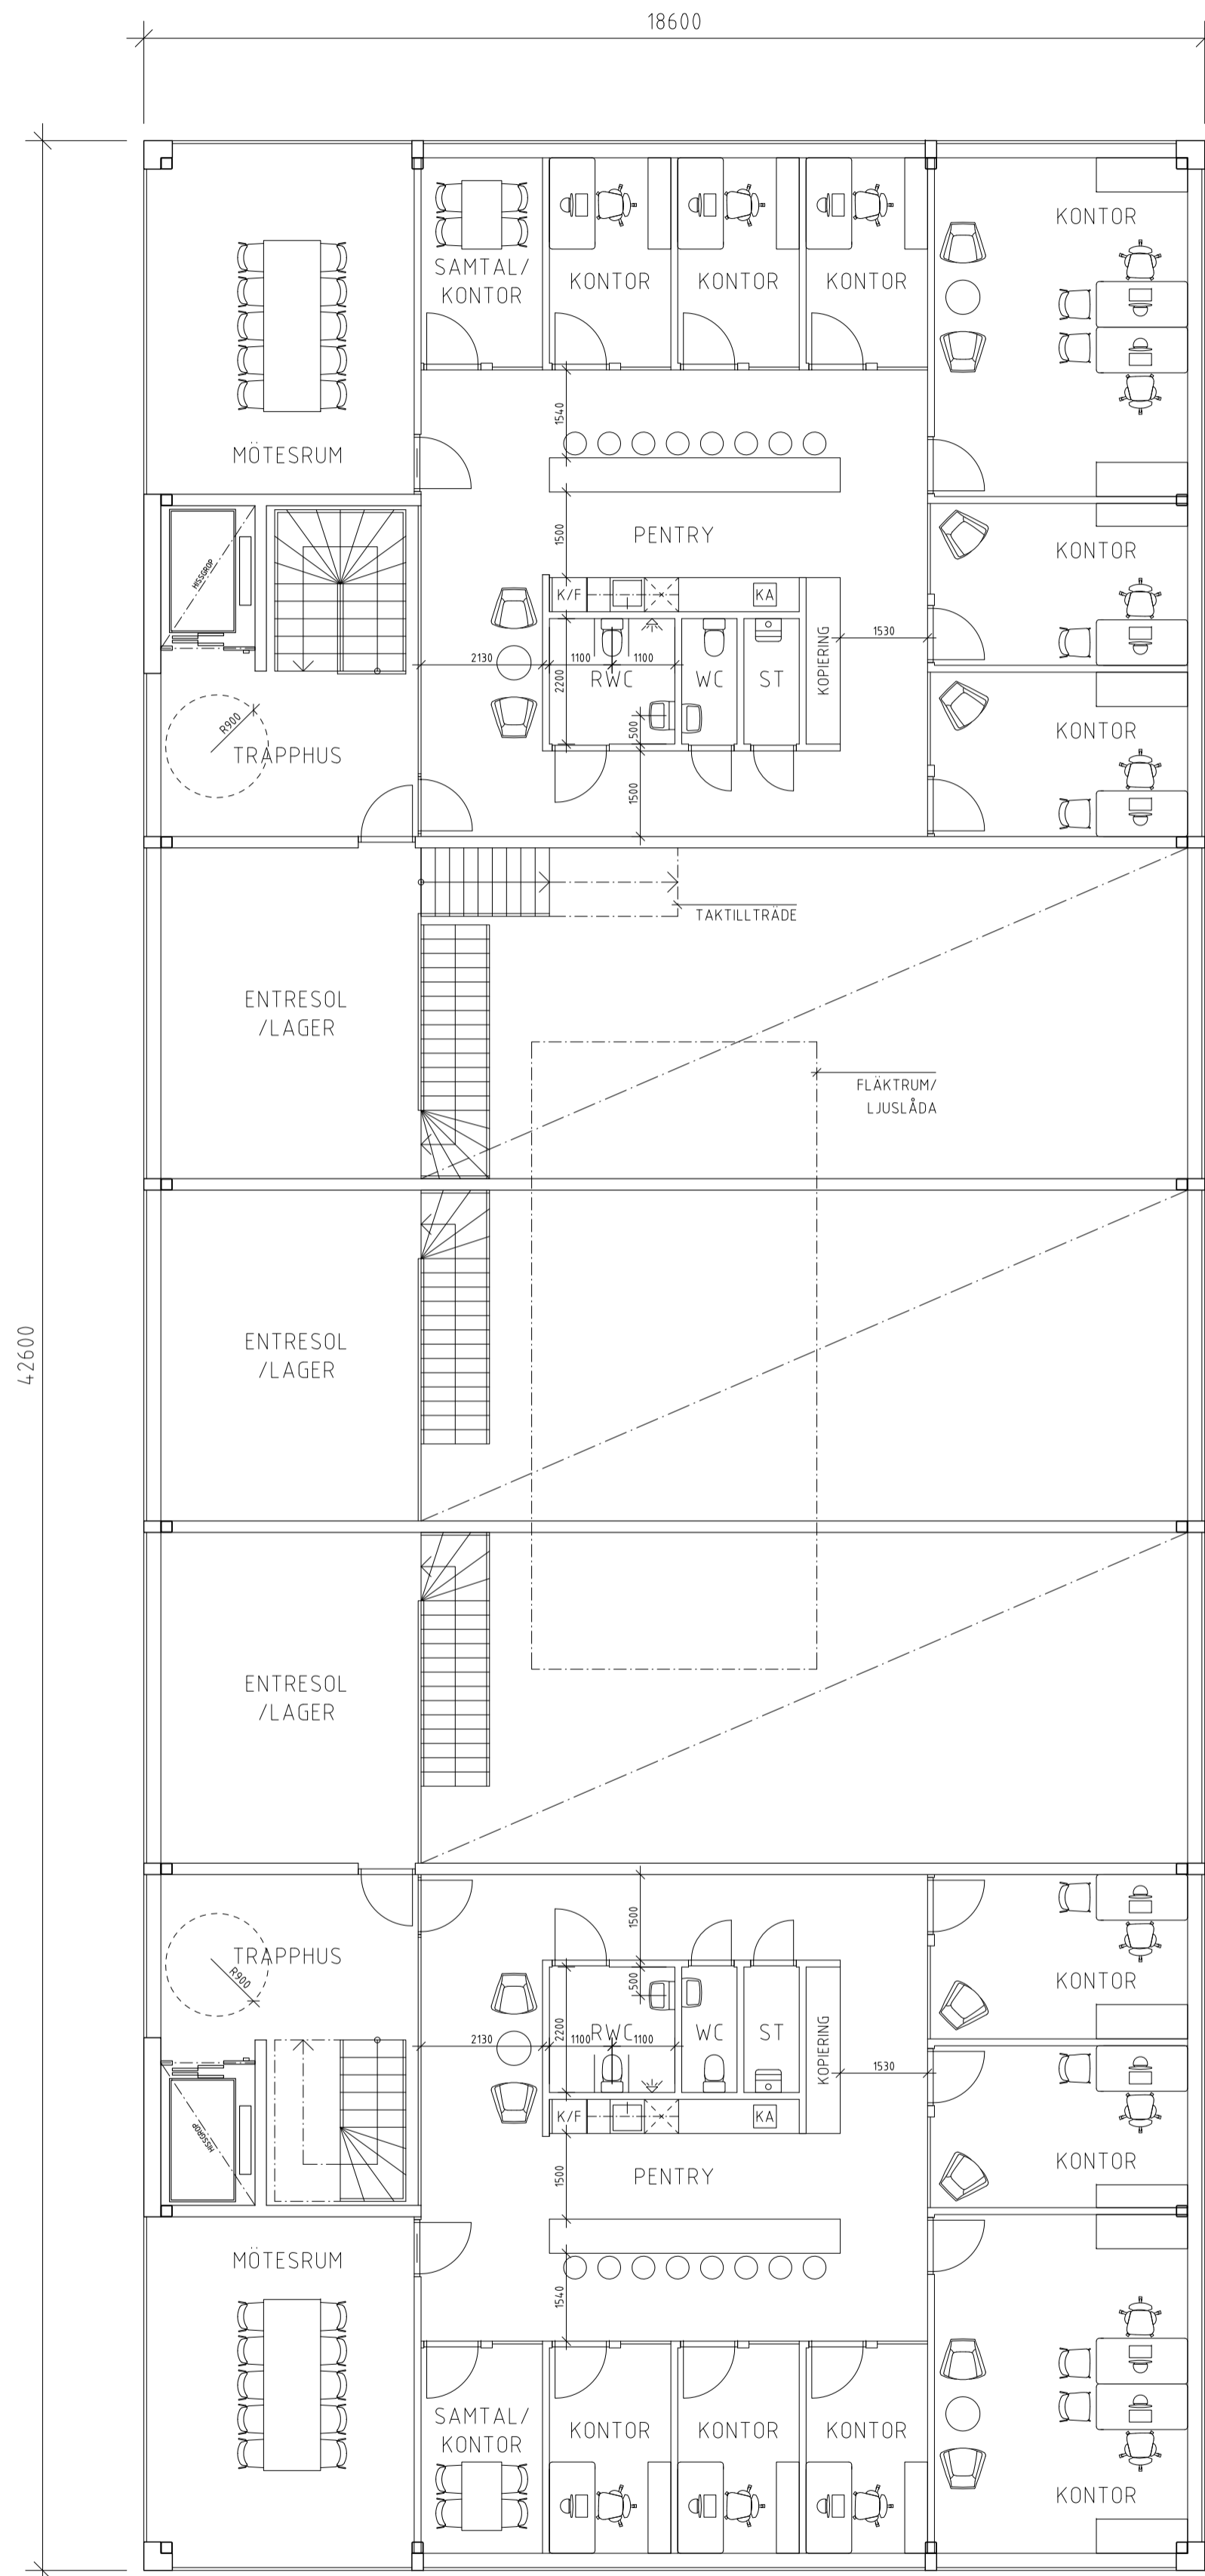 18600
42600
KONTOR
SAMTAL/
KONTOR
KONTOR
KONTOR
KONTOR
1540
MÖTESRUM
1500
PENTRY
KONTOR
HISSGROP
K/F
KA
KOPIERING
1530
2130
1100
1100
2200
RWC
WC
ST
500
R900
TRAPPHUS
KONTOR
1500
TAKTILLTRÄDE
ENTRESOL
/LAGER
FLÄKTRUM/
LJUSLÅDA
ENTRESOL
/LAGER
ENTRESOL
/LAGER
1500
TRAPPHUS
R900
500
KONTOR
2200
RWC
WC
ST
2130
1100
1100
KOPIERING
1530
K/F
KA
HISSGROP
1500
PENTRY
KONTOR
MÖTESRUM
1540
SAMTAL/
KONTOR
KONTOR
KONTOR
KONTOR
KONTOR